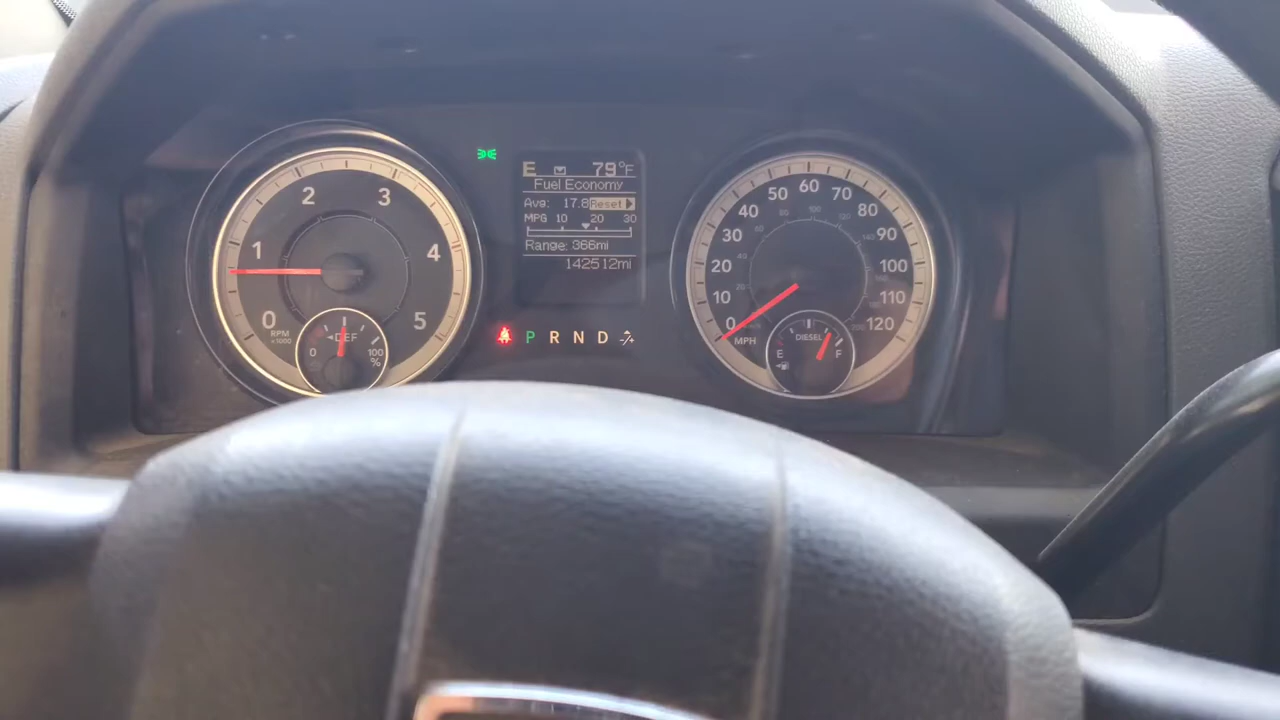 0 1 2 3 4 5
RPM
x1000
DEF
0 100
%
E 79°F
Fuel Economy
Avg: 17.8 Reset
MPG 10 20 30
Range: 366mi
142512mi
P R N D
0 10 20 30 40 50 60 70 80 90 100 110 120
MPH
DIESEL
E F